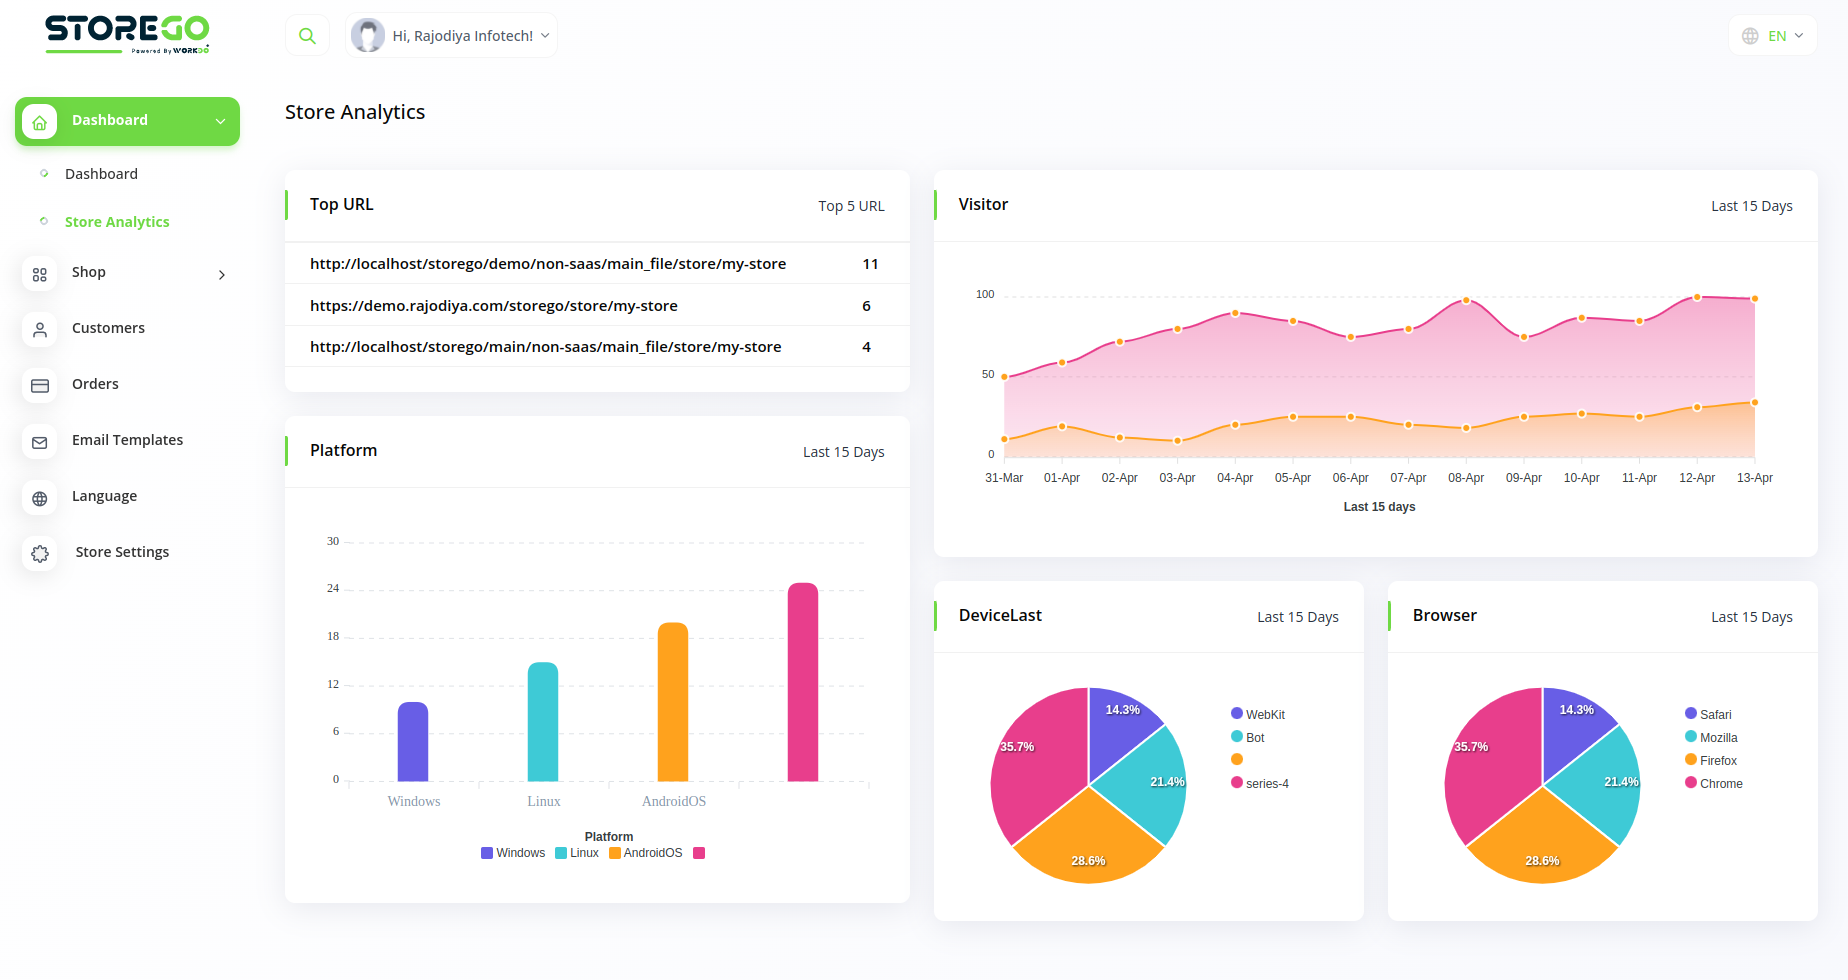 STOREGO
Powered By WORKDO
Hi, Rajodiya Infotech!
EN
Dashboard
Dashboard
Store Analytics
Shop
Customers
Orders
Email Templates
Language
Store Settings
Store Analytics
Top URL
Top 5 URL
http://localhost/storego/demo/non-saas/main_file/store/my-store 11
https://demo.rajodiya.com/storego/store/my-store 6
http://localhost/storego/main/non-saas/main_file/store/my-store 4
Platform
Last 15 Days
30
24
18
12
6
0
Windows Linux AndroidOS
Platform
Windows Linux AndroidOS
Visitor
Last 15 Days
100
50
0
31-Mar 01-Apr 02-Apr 03-Apr 04-Apr 05-Apr 06-Apr 07-Apr 08-Apr 09-Apr 10-Apr 11-Apr 12-Apr 13-Apr
Last 15 days
DeviceLast
Last 15 Days
14.3%
35.7%
21.4%
28.6%
WebKit
Bot
series-4
Browser
Last 15 Days
14.3%
35.7%
21.4%
28.6%
Safari
Mozilla
Firefox
Chrome